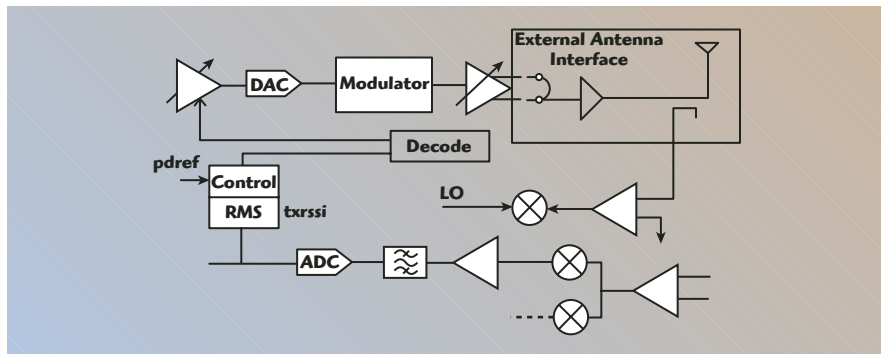 External Antenna
Interface
DAC
Modulator
Decode
pdref
Control
RMS
txrssi
LO
ADC